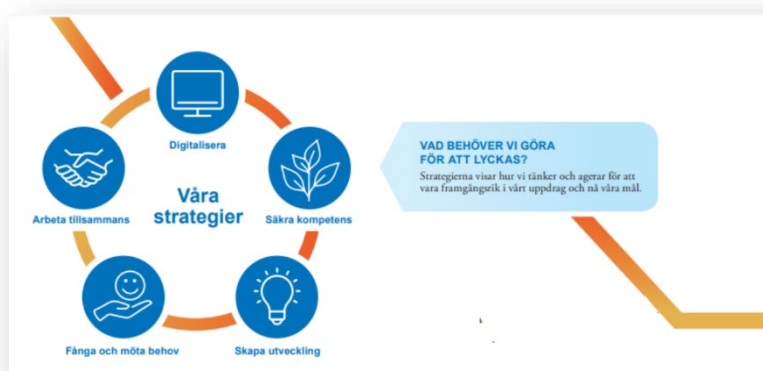 Digitalisera
Arbeta tillsammans
Våra
strategier
Säkra kompetens
Fånga och möta behov
Skapa utveckling
VAD BEHÖVER VI GÖRA
FÖR ATT LYCKAS?
Strategierna visar hur vi tänker och agerar för att
vara framgångsrik i vårt uppdrag och nå våra mål.